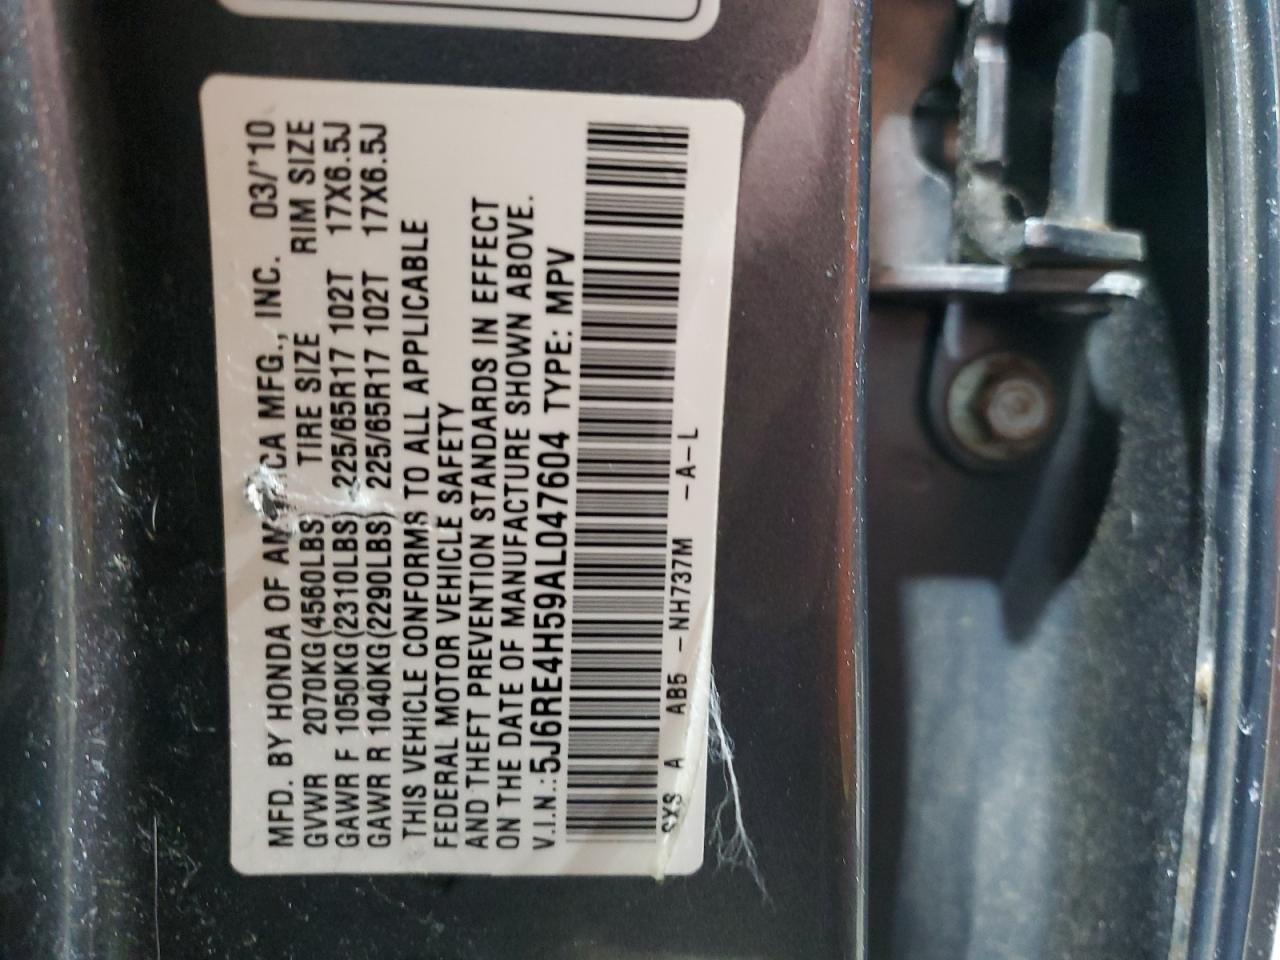 MFD. BY HONDA OF AMERICA MFG., INC. 03/'10
GVWR 2070KG(4560LBS) TIRE SIZE RIM SIZE
GAWR F 1050KG(2310LBS) 225/65R17 102T 17X6.5J
GAWR R 1040KG(2290LBS) 225/65R17 102T 17X6.5J
THIS VEHICLE CONFORMS TO ALL APPLICABLE
FEDERAL MOTOR VEHICLE SAFETY
AND THEFT PREVENTION STANDARDS IN EFFECT
ON THE DATE OF MANUFACTURE SHOWN ABOVE.
V.I.N.: 5J6RE4H59AL047604 TYPE: MPV
SXS A AB5 -NH737M -A-L